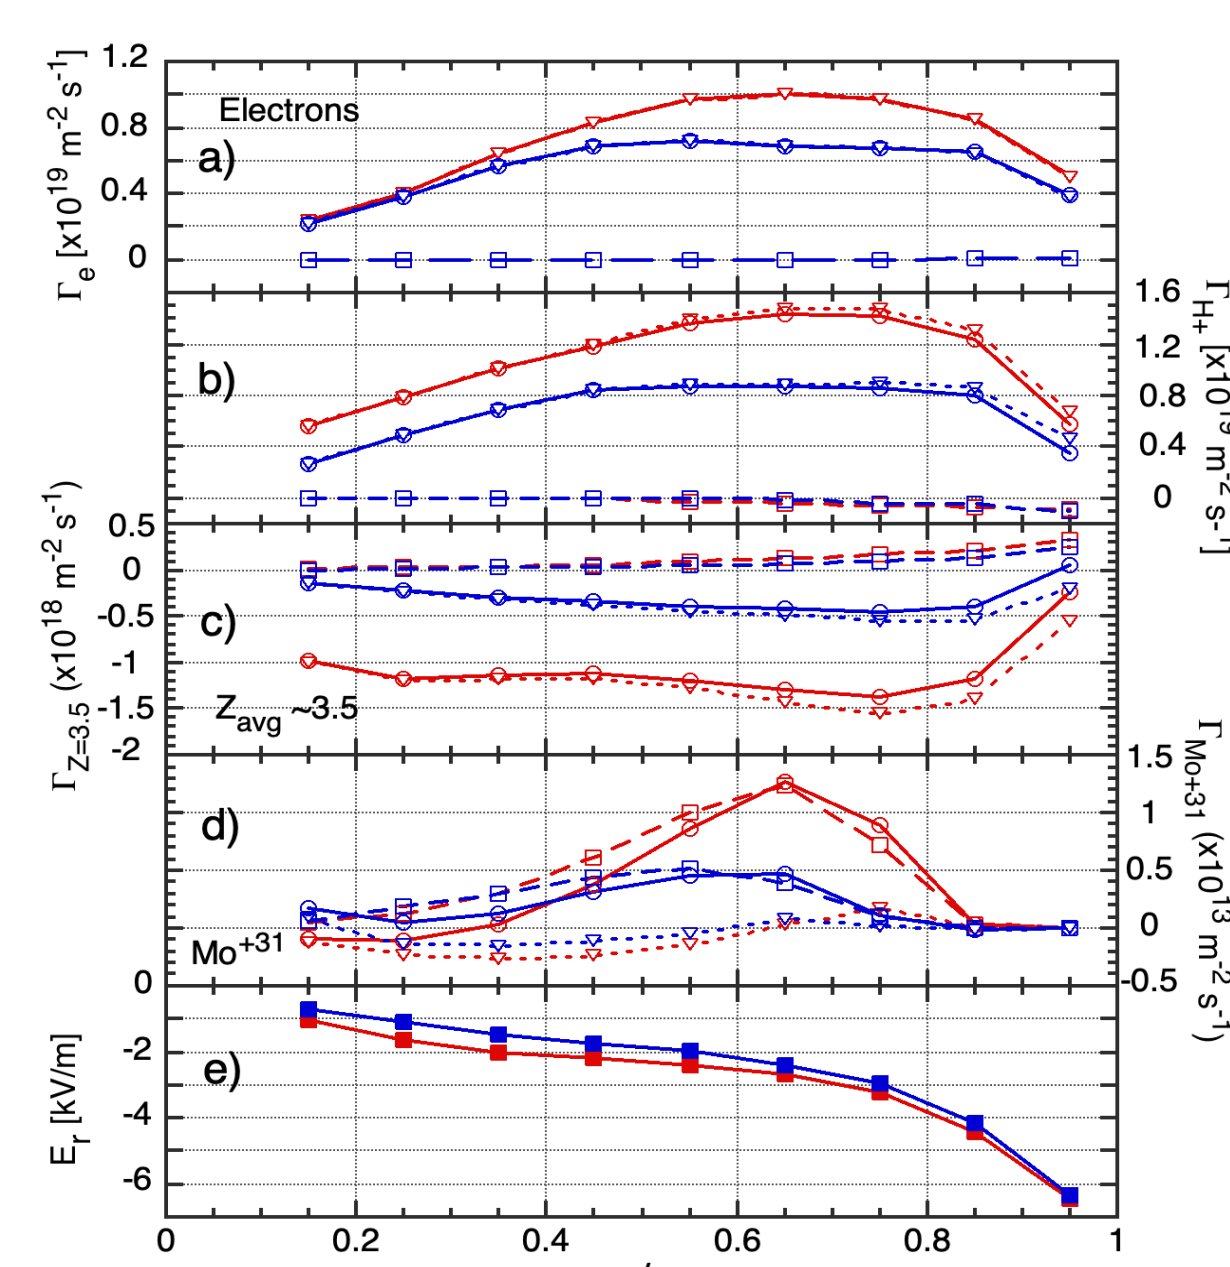 1.2
0.8
0.4
0
Γe [x10^19 m^-2 s^-1]
Electrons
a)
1.6
1.2
0.8
0.4
0
ΓH+ [x10^19 m^-2 s^-1]
b)
0.5
0
-0.5
-1
-1.5
-2
ΓZ=3.5 (x10^18 m^-2 s^-1)
c)
Zavg ~3.5
1.5
1
0.5
0
-0.5
ΓMo+31 (x10^13 m^-2 s^-1)
d)
Mo^+31
0
-2
-4
-6
Er [kV/m]
e)
0 0.2 0.4 0.6 0.8 1